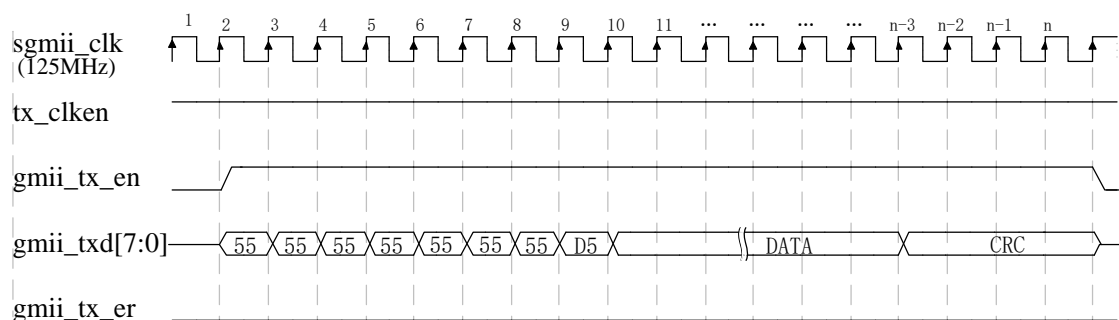 1 2 3 4 5 6 7 8 9 10 11 ... ... ... ... n-3 n-2 n-1 n
sgmii_clk
(125MHz)
tx_clken
gmii_tx_en
gmii_txd[7:0] 55 55 55 55 55 55 55 D5 DATA CRC
gmii_tx_er